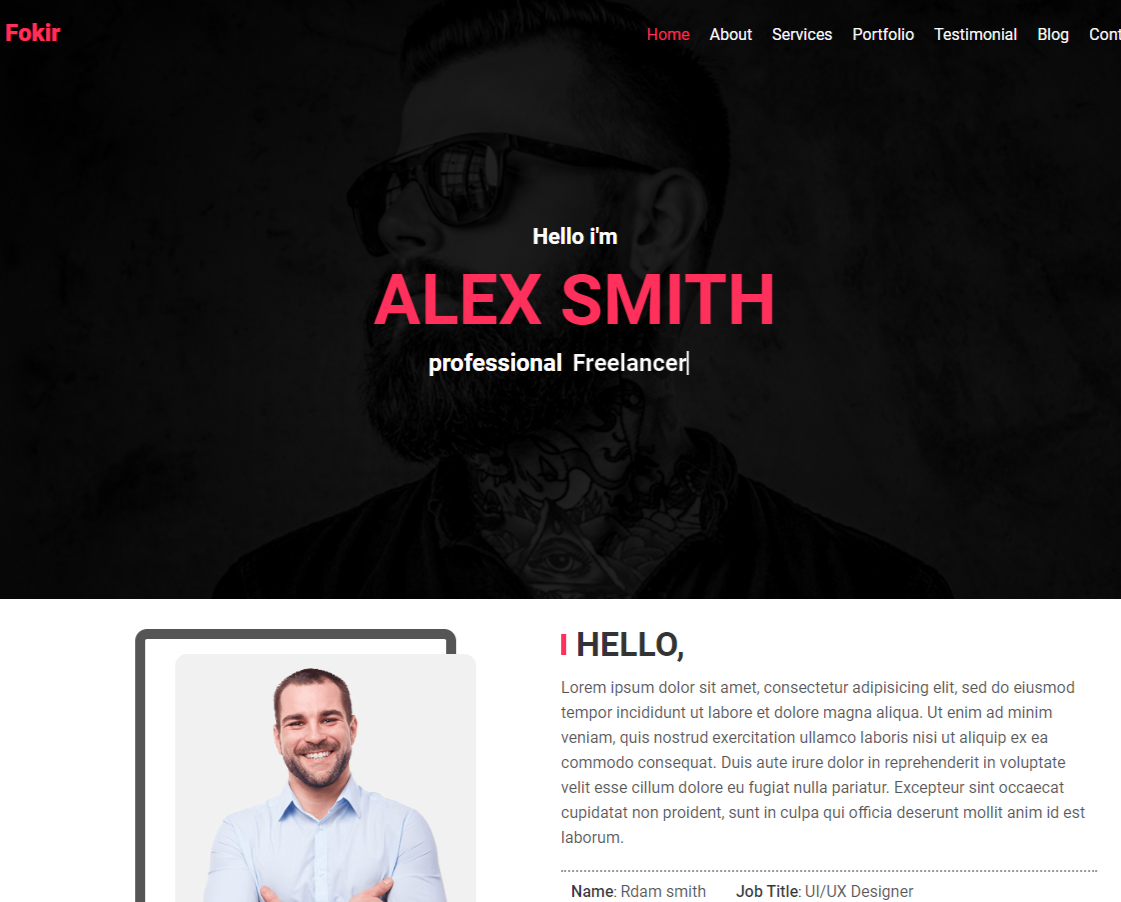 Fokir
Home About Services Portfolio Testimonial Blog
Hello i'm
ALEX SMITH
professional Freelancer
HELLO,
Lorem ipsum dolor sit amet, consectetur adipisicing elit, sed do eiusmod
tempor incididunt ut labore et dolore magna aliqua. Ut enim ad minim
veniam, quis nostrud exercitation ullamco laboris nisi ut aliquip ex ea
commodo consequat. Duis aute irure dolor in reprehenderit in voluptate
velit esse cillum dolore eu fugiat nulla pariatur. Excepteur sint occaecat
cupidatat non proident, sunt in culpa qui officia deserunt mollit anim id est
laborum.
Name: Rdam smith Job Title: UI/UX Designer